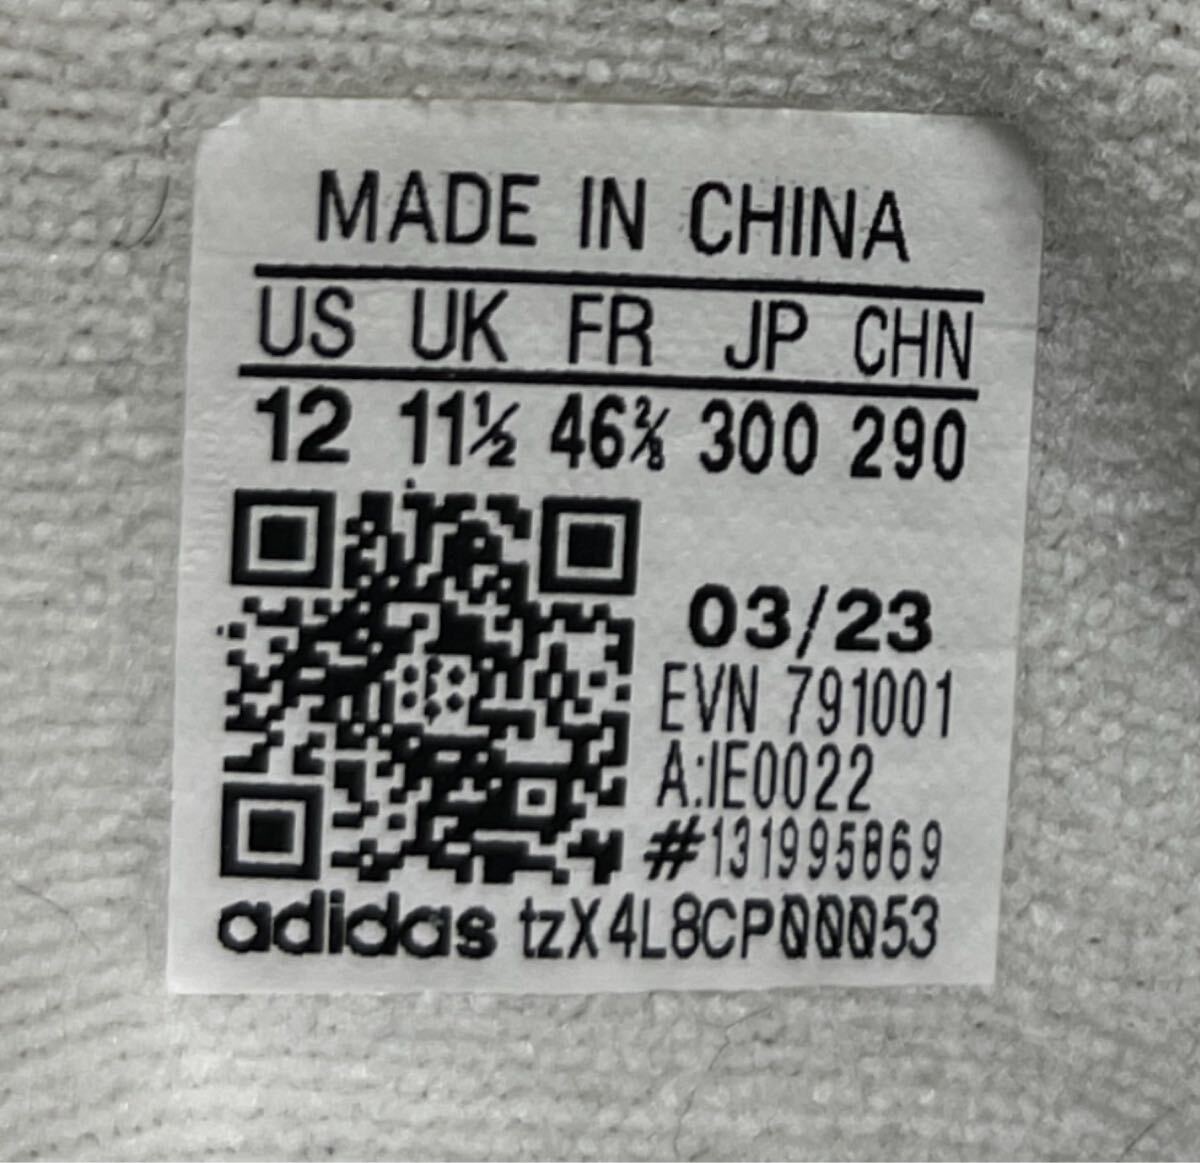 MADE IN CHINA
US UK FR JP CHN
12 11½ 46⅔ 300 290
03/23
EVN 791001
A:IE0022
#131995869
adidas tzX4L8CP00053